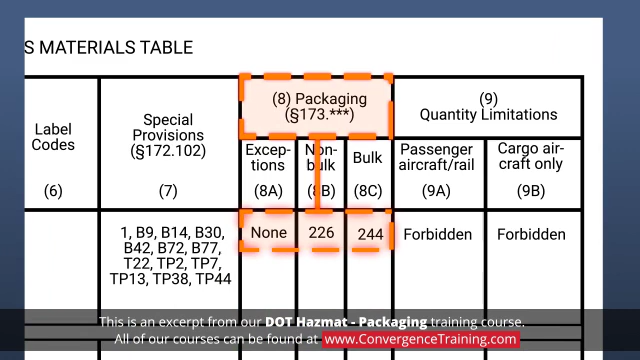 S MATERIALS TABLE
Label
Codes
(6)
Special
Provisions
(§172.102)
(7)
(8) Packaging
(§173.***)
Excep-
tions
(8A)
Non-
bulk
(8B)
Bulk
(8C)
(9)
Quantity Limitations
Passenger
aircraft/rail
(9A)
Cargo air-
craft only
(9B)
1, B9, B14, B30,
B42, B72, B77,
T22, TP2, TP7,
TP13, TP38, TP44
None
226
244
Forbidden
Forbidden
This is an excerpt from our DOT Hazmat - Packaging training course.
All of our courses can be found at www.ConvergenceTraining.com